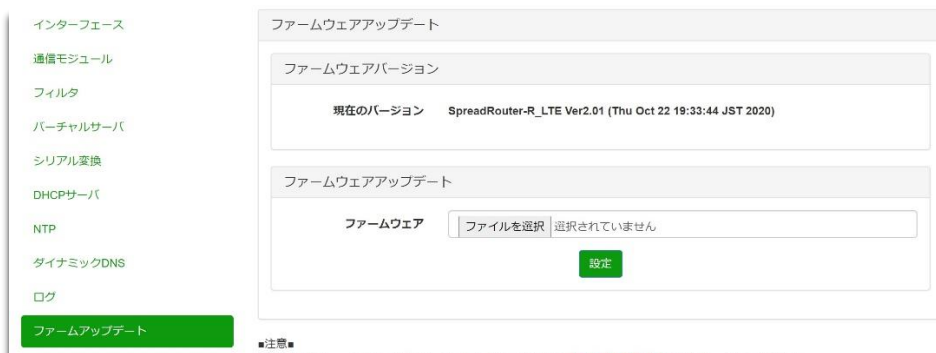 インターフェース
通信モジュール
フィルタ
バーチャルサーバ
シリアル変換
DHCPサーバ
NTP
ダイナミックDNS
ログ
ファームアップデート
ファームウェアアップデート
ファームウェアバージョン
現在のバージョン SpreadRouter-R_LTE Ver2.01 (Thu Oct 22 19:33:44 JST 2020)
ファームウェアアップデート
ファームウェア ファイルを選択 選択されていません
設定
■注意■